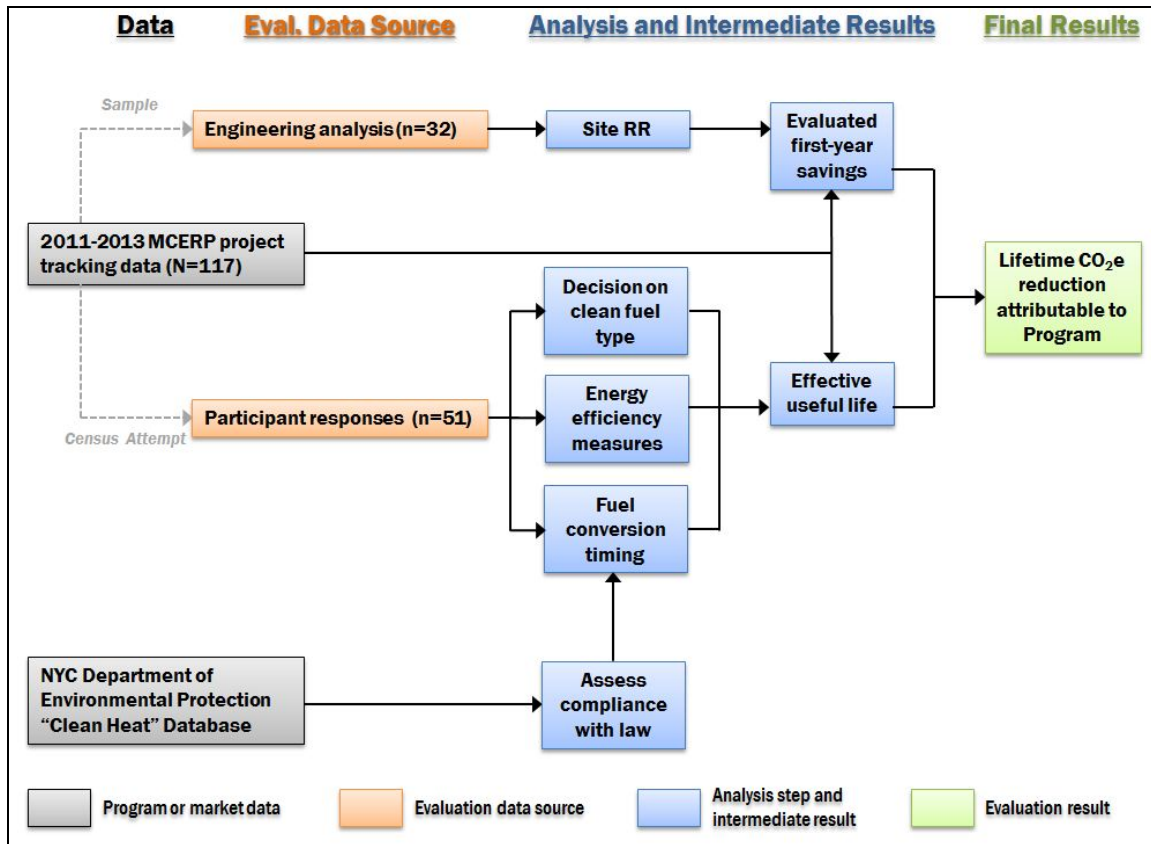 Data
Eval. Data Source
Analysis and Intermediate Results
Final Results
Sample
Engineering analysis (n=32)
Site RR
Evaluated
first-year
savings
2011-2013 MCERP project
tracking data (N=117)
Decision on
clean fuel
type
Lifetime CO₂e
reduction
attributable to
Program
Participant responses (n=51)
Census Attempt
Energy
efficiency
measures
Effective
useful life
Fuel
conversion
timing
NYC Department of
Environmental Protection
“Clean Heat” Database
Assess
compliance
with law
Program or market data
Evaluation data source
Analysis step and
intermediate result
Evaluation result